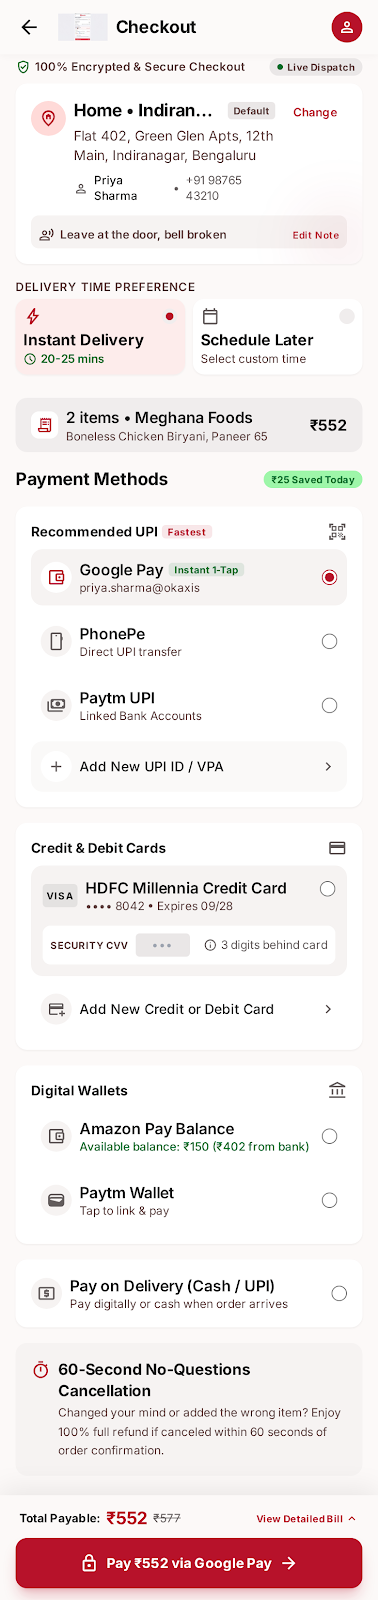 Checkout
100% Encrypted & Secure Checkout
Live Dispatch
Home • Indiran...
Default
Change
Flat 402, Green Glen Apts, 12th
Main, Indiranagar, Bengaluru
Priya
Sharma
•
+91 98765
43210
Leave at the door, bell broken
Edit Note
DELIVERY TIME PREFERENCE
Instant Delivery
20-25 mins
Schedule Later
Select custom time
2 items • Meghana Foods
Boneless Chicken Biryani, Paneer 65
₹552
Payment Methods
₹25 Saved Today
Recommended UPI
Fastest
Google Pay
Instant 1-Tap
priya.sharma@okaxis
PhonePe
Direct UPI transfer
Paytm UPI
Linked Bank Accounts
Add New UPI ID / VPA
Credit & Debit Cards
VISA
HDFC Millennia Credit Card
•••• 8042 • Expires 09/28
SECURITY CVV
•••
3 digits behind card
Add New Credit or Debit Card
Digital Wallets
Amazon Pay Balance
Available balance: ₹150 (₹402 from bank)
Paytm Wallet
Tap to link & pay
Pay on Delivery (Cash / UPI)
Pay digitally or cash when order arrives
60-Second No-Questions
Cancellation
Changed your mind or added the wrong item? Enjoy
100% full refund if canceled within 60 seconds of
order confirmation.
Total Payable: ₹552 ₹577
View Detailed Bill
Pay ₹552 via Google Pay